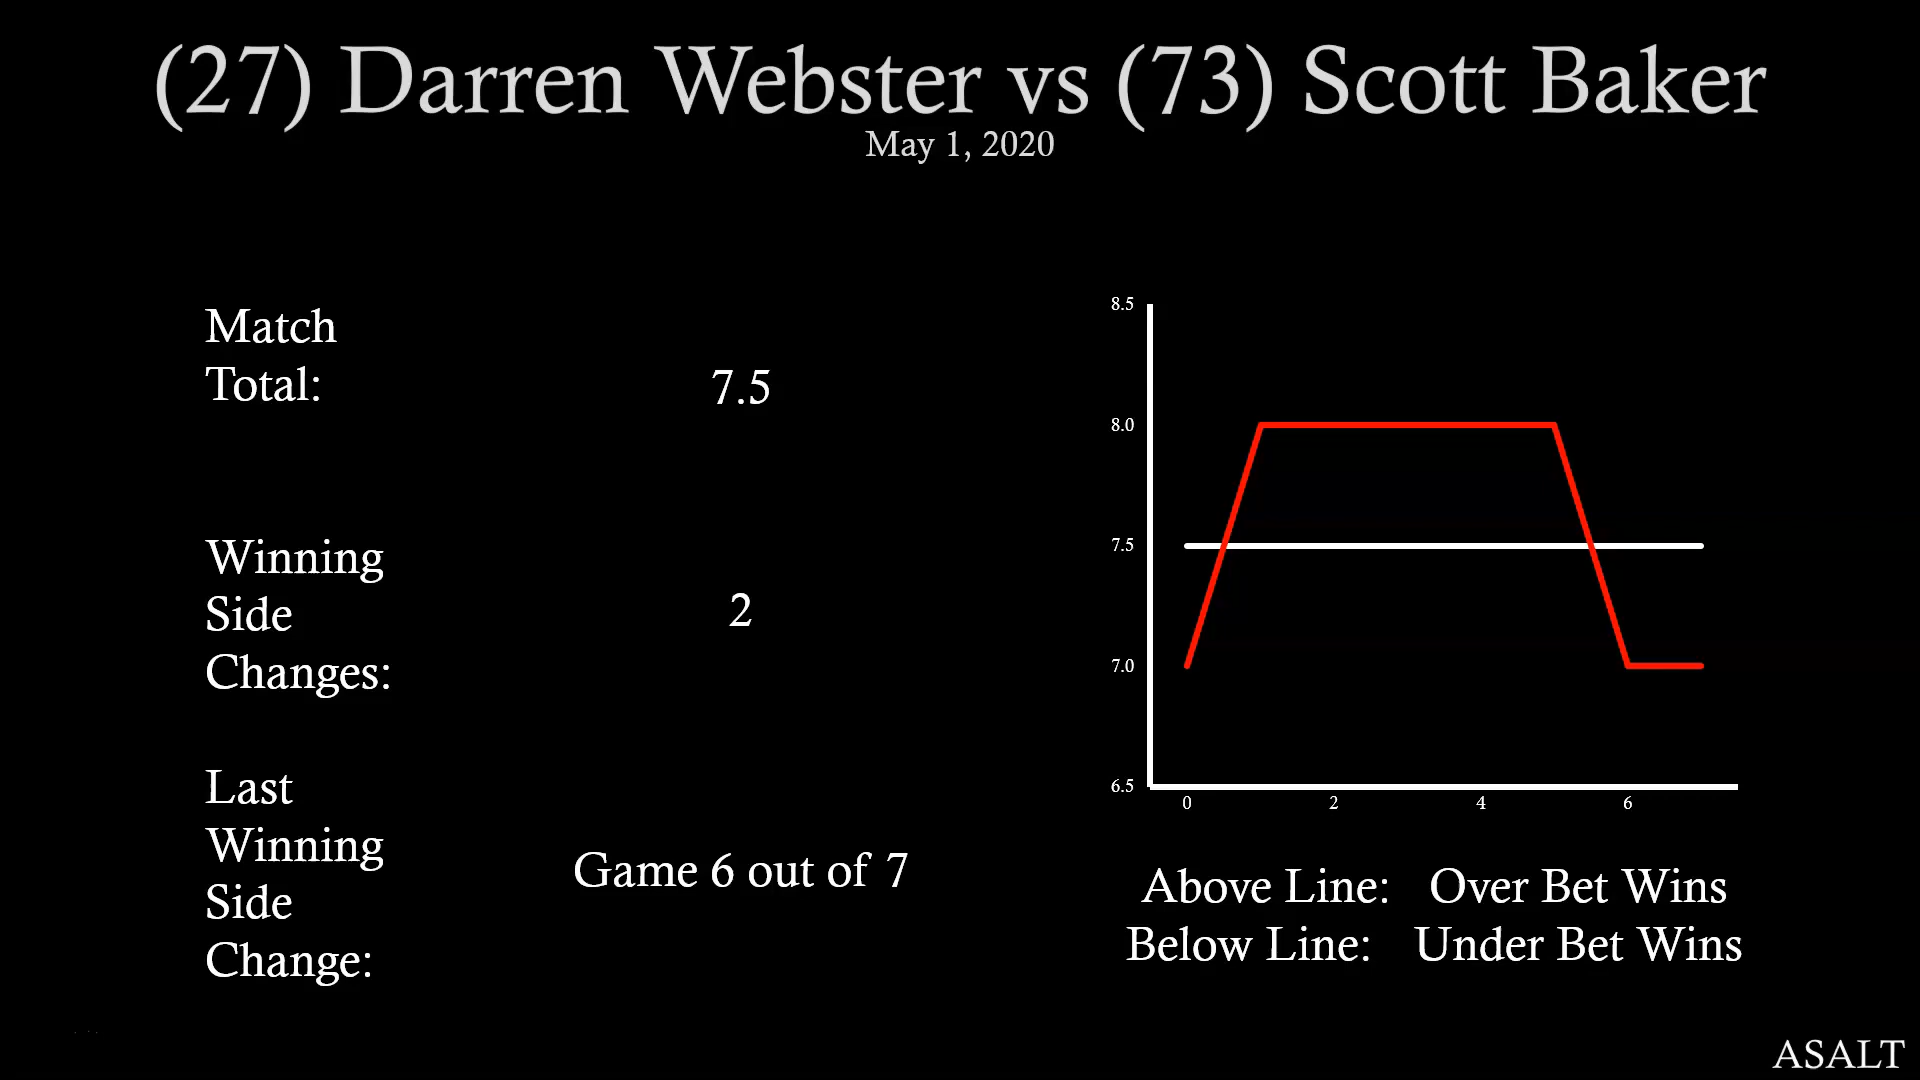 (27) Darren Webster vs (73) Scott Baker
May 1, 2020
Match
Total:
7.5
Winning
Side
Changes:
2
Last
Winning
Side
Change:
Game 6 out of 7
8.5
8.0
7.5
7.0
6.5
0 2 4 6
Above Line: Over Bet Wins
Below Line: Under Bet Wins
ASALT